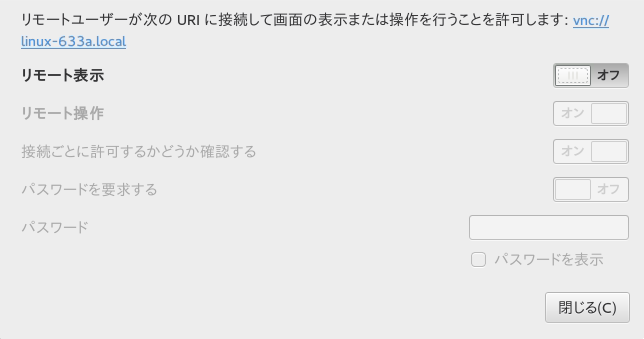 リモートユーザーが次の URI に接続して画面の表示または操作を行うことを許可します: vnc://
linux-633a.local
リモート表示 オフ
リモート操作 オン
接続ごとに許可するかどうか確認する オン
パスワードを要求する オフ
パスワード
パスワードを表示
閉じる(C)